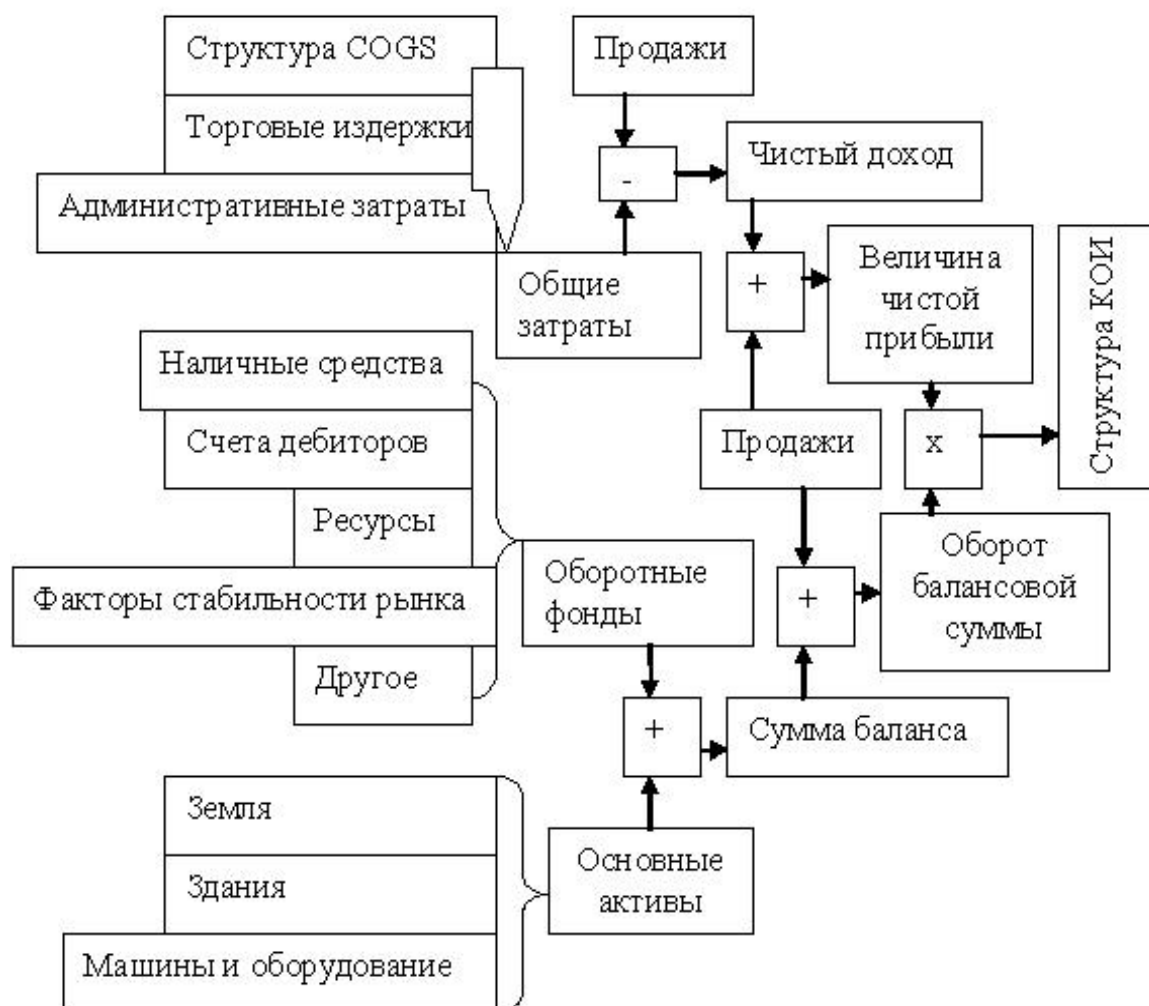 Структура COGS
Продажи
Торговые издержки
-
Чистый доход
Административные затраты
Общие
затраты
+
Величина
чистой
прибыли
Структура КОИ
Наличные средства
Счета дебиторов
Продажи
x
Ресурсы
Факторы стабильности рынка
Оборотные
фонды
+
Оборот
балансовой
суммы
Другое
+
Сумма баланса
Земля
Здания
Основные
активы
Машины и оборудование